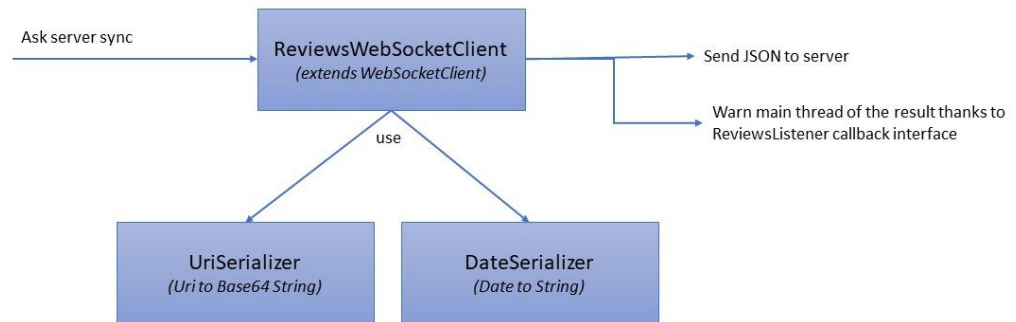 Ask server sync
ReviewsWebSocketClient
(extends WebSocketClient)
Send JSON to server
Warn main thread of the result thanks to
ReviewsListener callback interface
use
UriSerializer
(Uri to Base64 String)
DateSerializer
(Date to String)